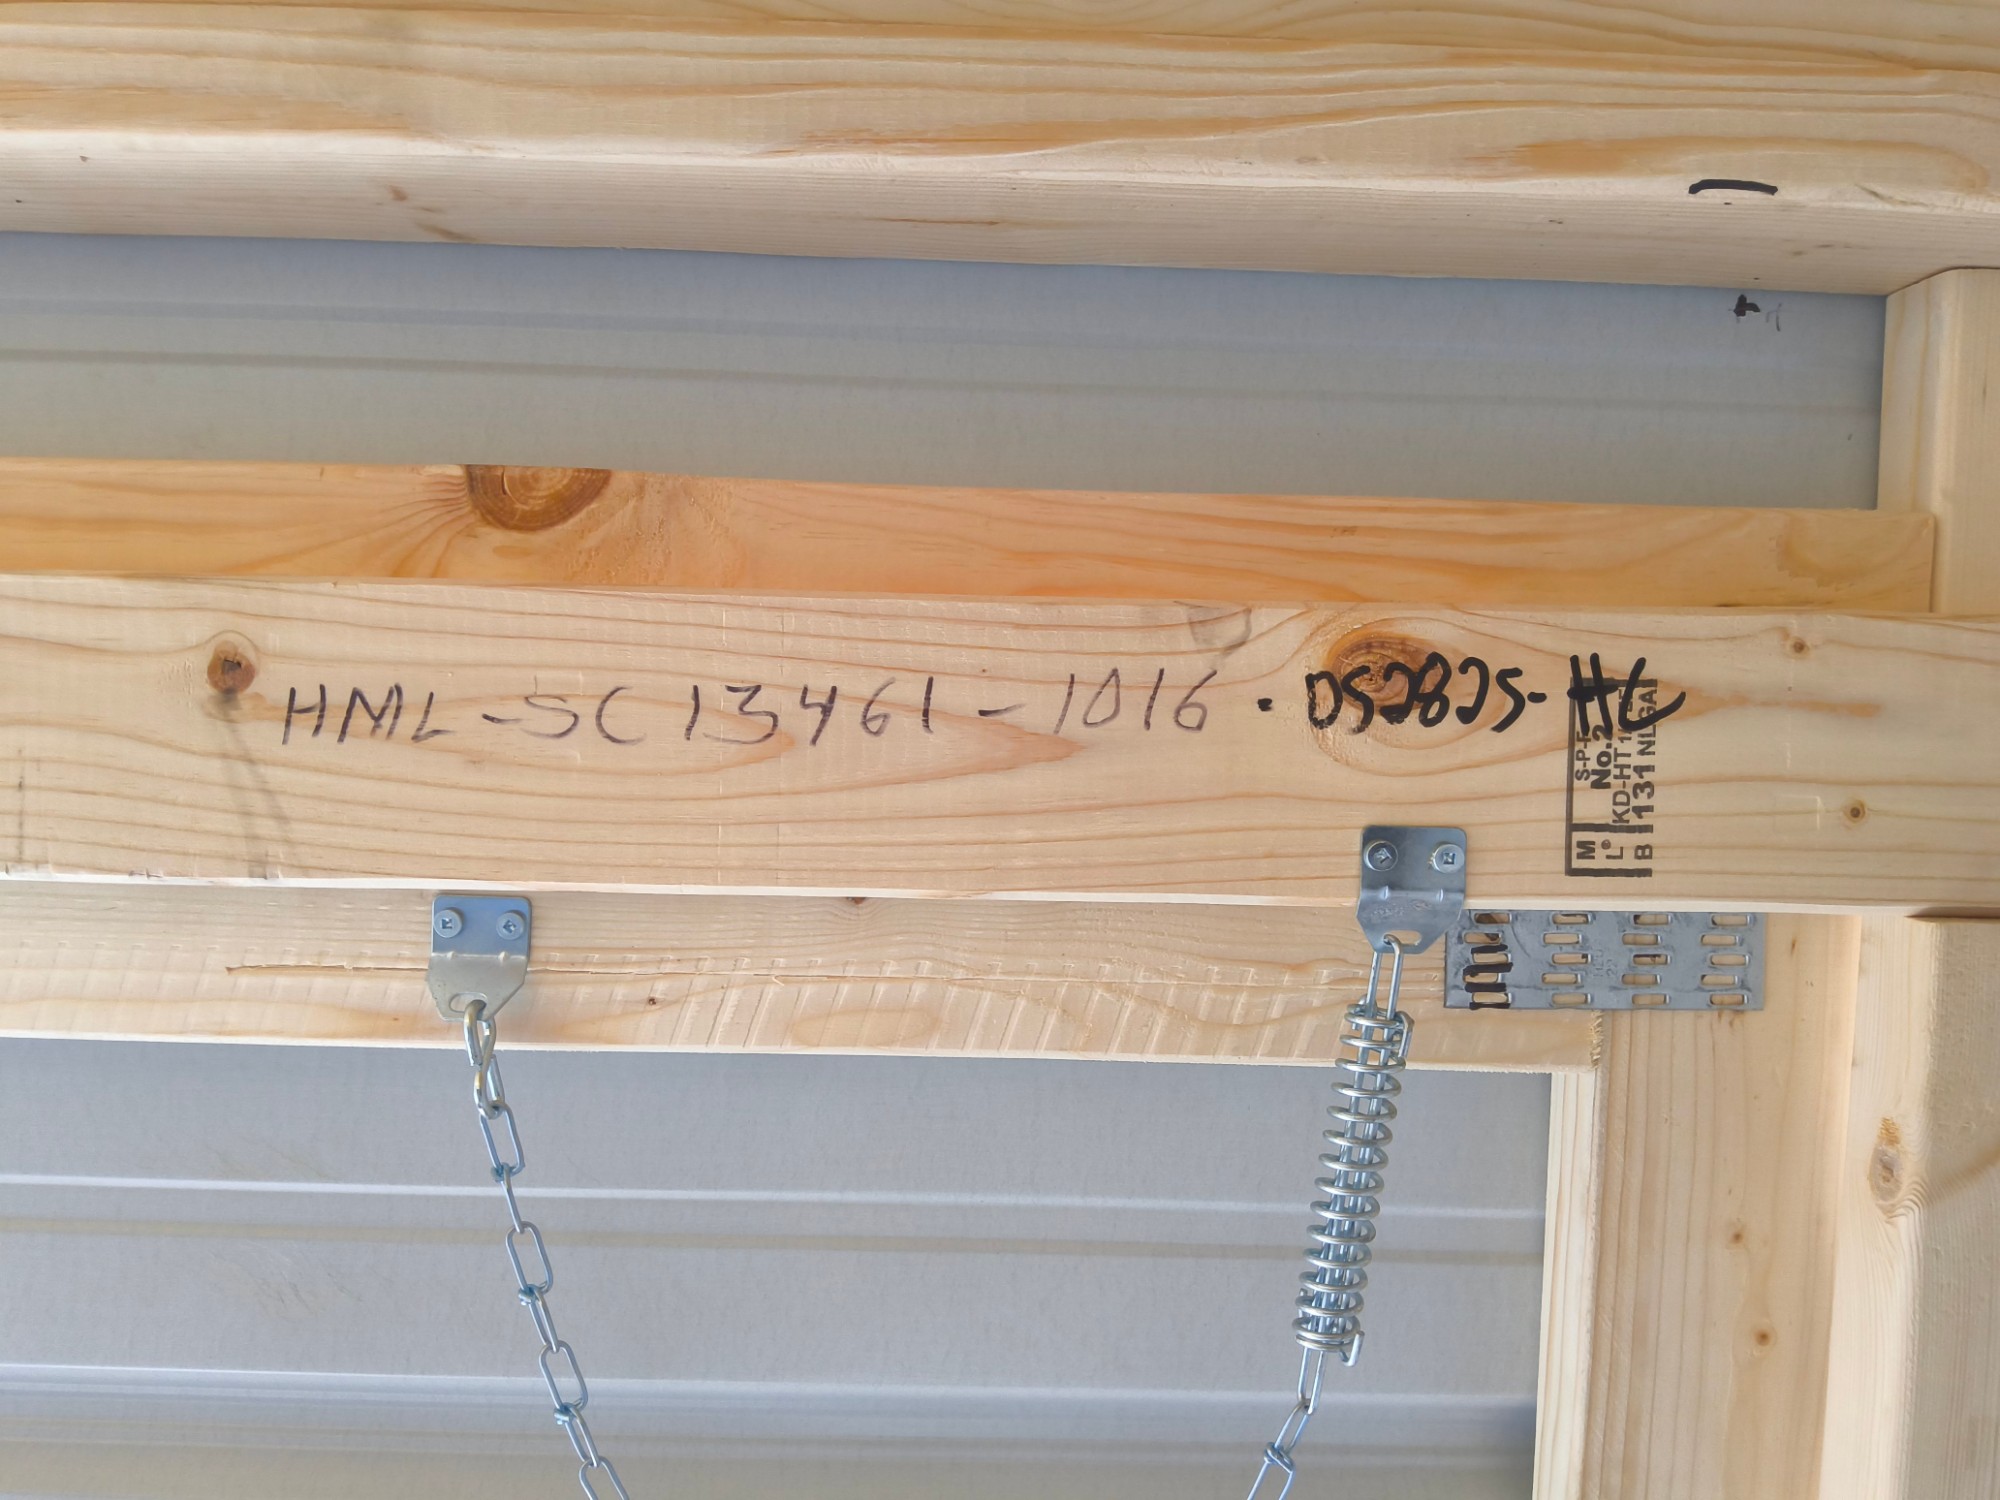 HML-SC13461-1016 · 052825-HL
S-P-F
No.2
KD-HT
NLGA
M
L®
B 131